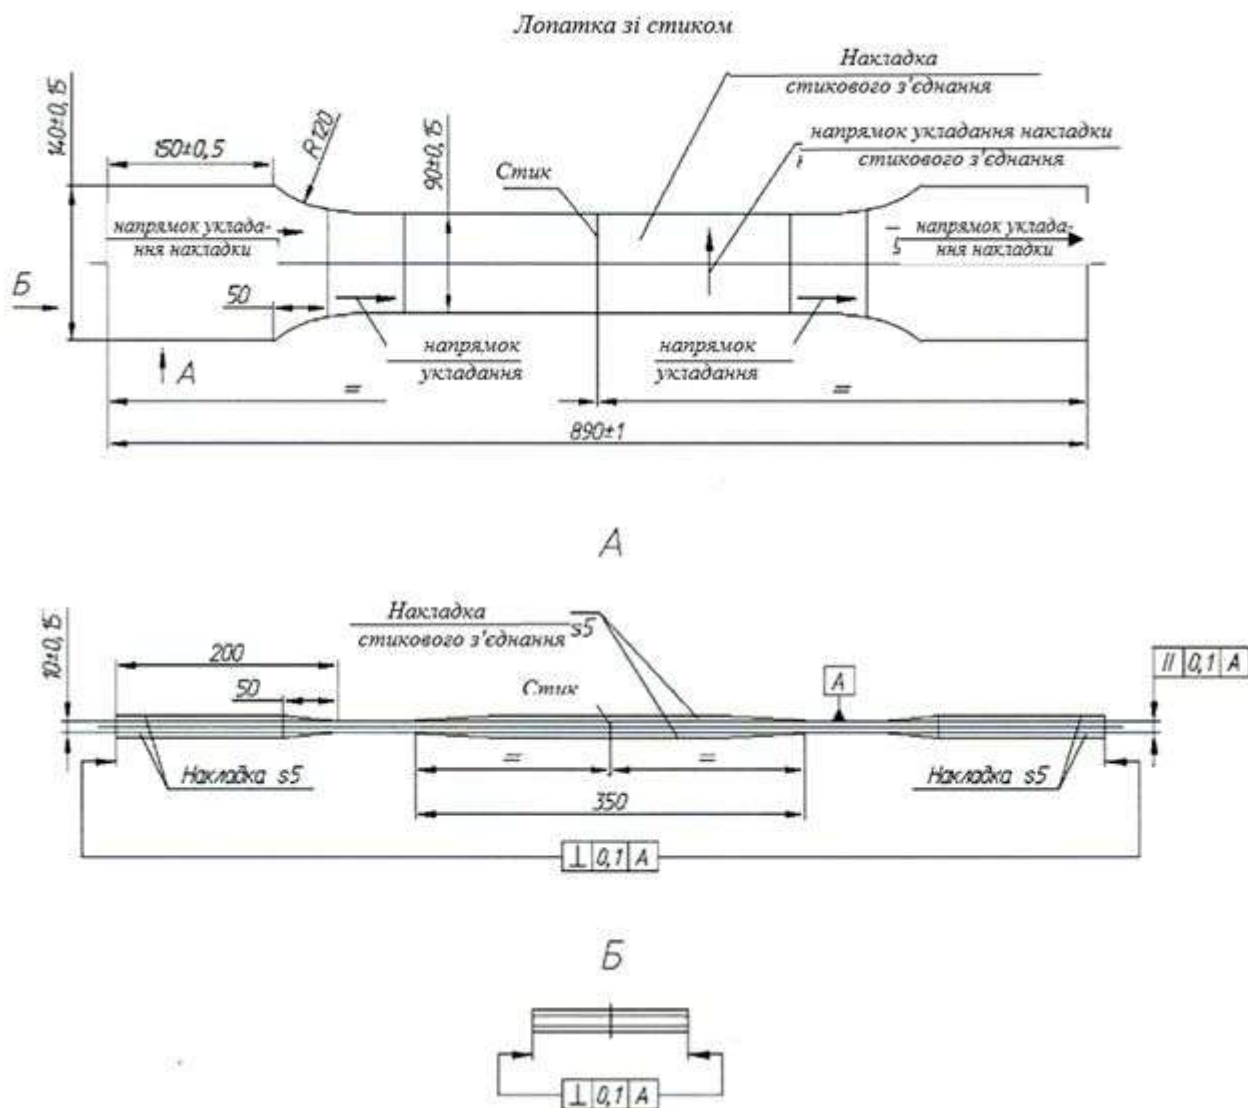 Лопатка зі стиком
Накладка
стикового з'єднання
напрямок укладання накладки
стикового з'єднання
140±0,15
150±0,5
R120
90±0,15
Стик
напрямок уклада-
ння накладки
напрямок уклада-
ння накладки
Б
50
А
напрямок
укладання
напрямок
укладання
=
=
890±1
А
10±0,15
200
50
Накладка
стикового з'єднання
s5
Стик
А
// 0,1 А
Накладка s5
Накладка s5
=
=
350
⊥ 0,1 А
Б
⊥ 0,1 А